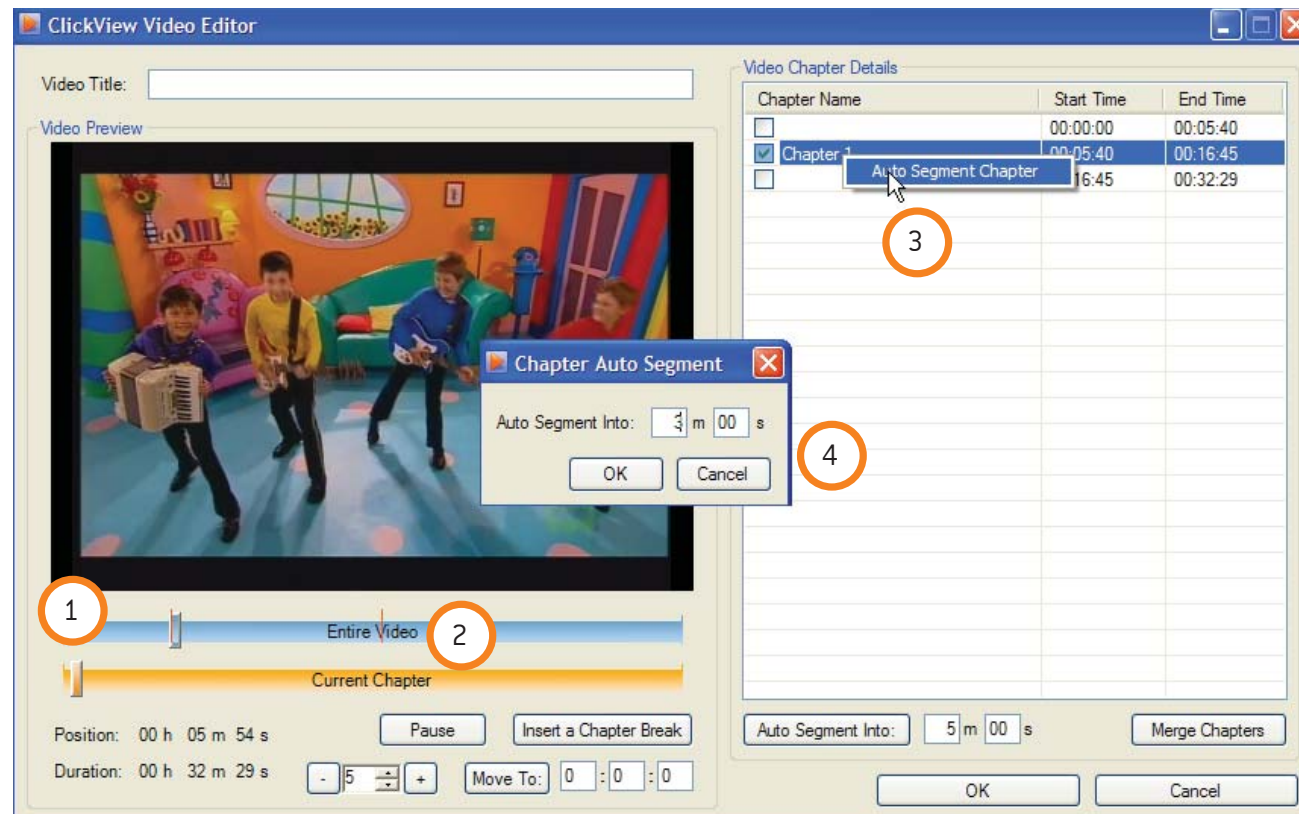 ClickView Video Editor
Video Title:
Video Preview
1
Entire Video
2
Current Chapter
Position: 00 h 05 m 54 s
Pause
Insert a Chapter Break
Duration: 00 h 32 m 29 s
- 5 +
Move To: 0 : 0 : 0
Chapter Auto Segment
Auto Segment Into: 3 m 00 s
OK Cancel
4
Video Chapter Details
Chapter Name Start Time End Time
00:00:00 00:05:40
Chapter 1 00:05:40 00:16:45
Auto Segment Chapter
16:45 00:32:29
3
Auto Segment Into: 5 m 00 s
Merge Chapters
OK Cancel